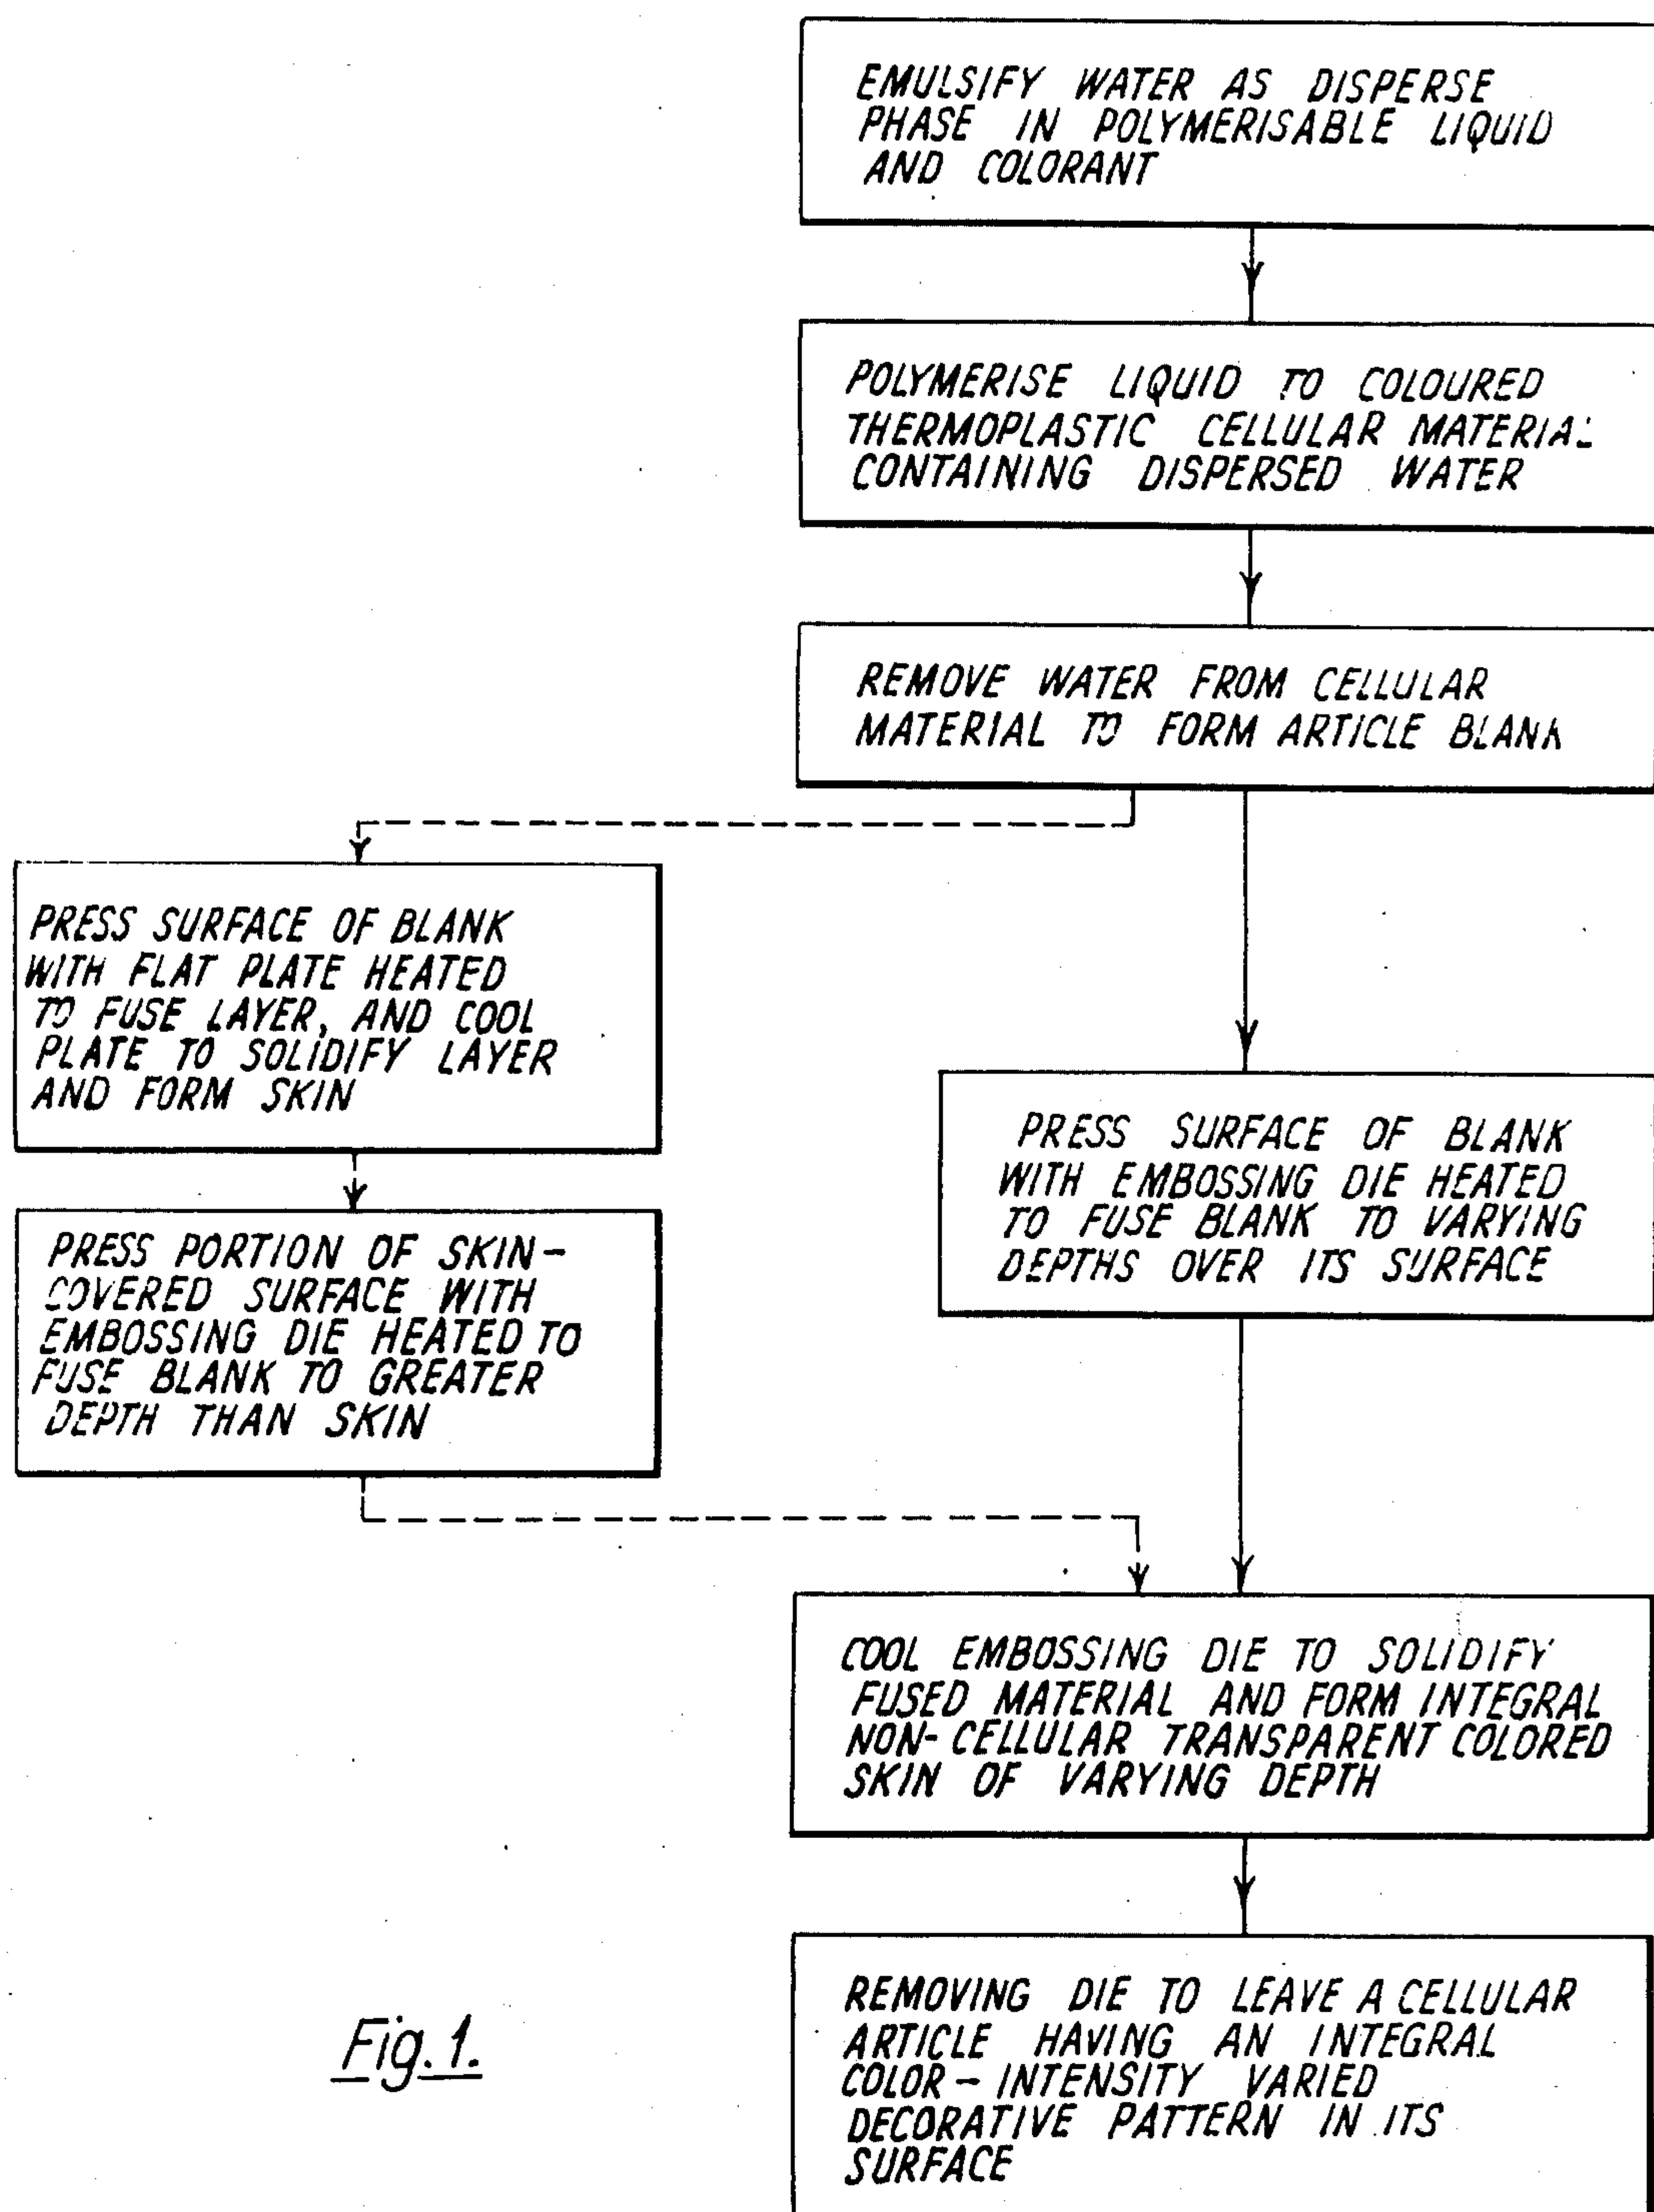 EMULSIFY WATER AS DISPERSE
PHASE IN POLYMERISABLE LIQUID
AND COLORANT
POLYMERISE LIQUID TO COLOURED
THERMOPLASTIC CELLULAR MATERIAL
CONTAINING DISPERSED WATER
REMOVE WATER FROM CELLULAR
MATERIAL TO FORM ARTICLE BLANK
PRESS SURFACE OF BLANK
WITH FLAT PLATE HEATED
TO FUSE LAYER, AND COOL
PLATE TO SOLIDIFY LAYER
AND FORM SKIN
PRESS SURFACE OF BLANK
WITH EMBOSSING DIE HEATED
TO FUSE BLANK TO VARYING
DEPTHS OVER ITS SURFACE
PRESS PORTION OF SKIN-
COVERED SURFACE WITH
EMBOSSING DIE HEATED TO
FUSE BLANK TO GREATER
DEPTH THAN SKIN
COOL EMBOSSING DIE TO SOLIDIFY
FUSED MATERIAL AND FORM INTEGRAL
NON-CELLULAR TRANSPARENT COLORED
SKIN OF VARYING DEPTH
REMOVING DIE TO LEAVE A CELLULAR
ARTICLE HAVING AN INTEGRAL
COLOR-INTENSITY VARIED
DECORATIVE PATTERN IN ITS
SURFACE
Fig. 1.